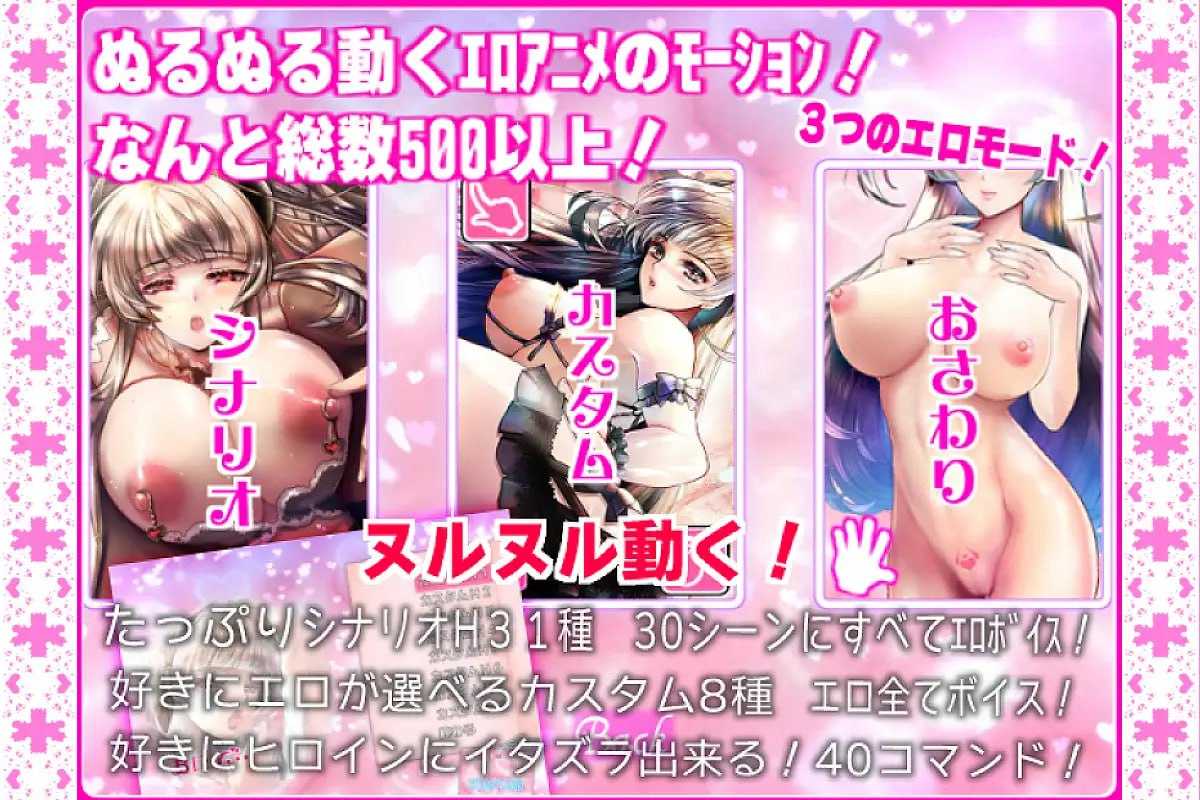 ぬるぬる動くｴﾛｱﾆﾒのﾓｰｼｮﾝ！
なんと総数500以上！
３つのエロモード！
シナリオ
カスタム
おさわり
ヌルヌル動く！
たっぷりシナリオH３１種　30シーンにすべてｴﾛﾎﾞｲｽ！
好きにエロが選べるカスタム8種　エロ全てボイス！
好きにヒロインにイタズラ出来る！40コマンド！
Back